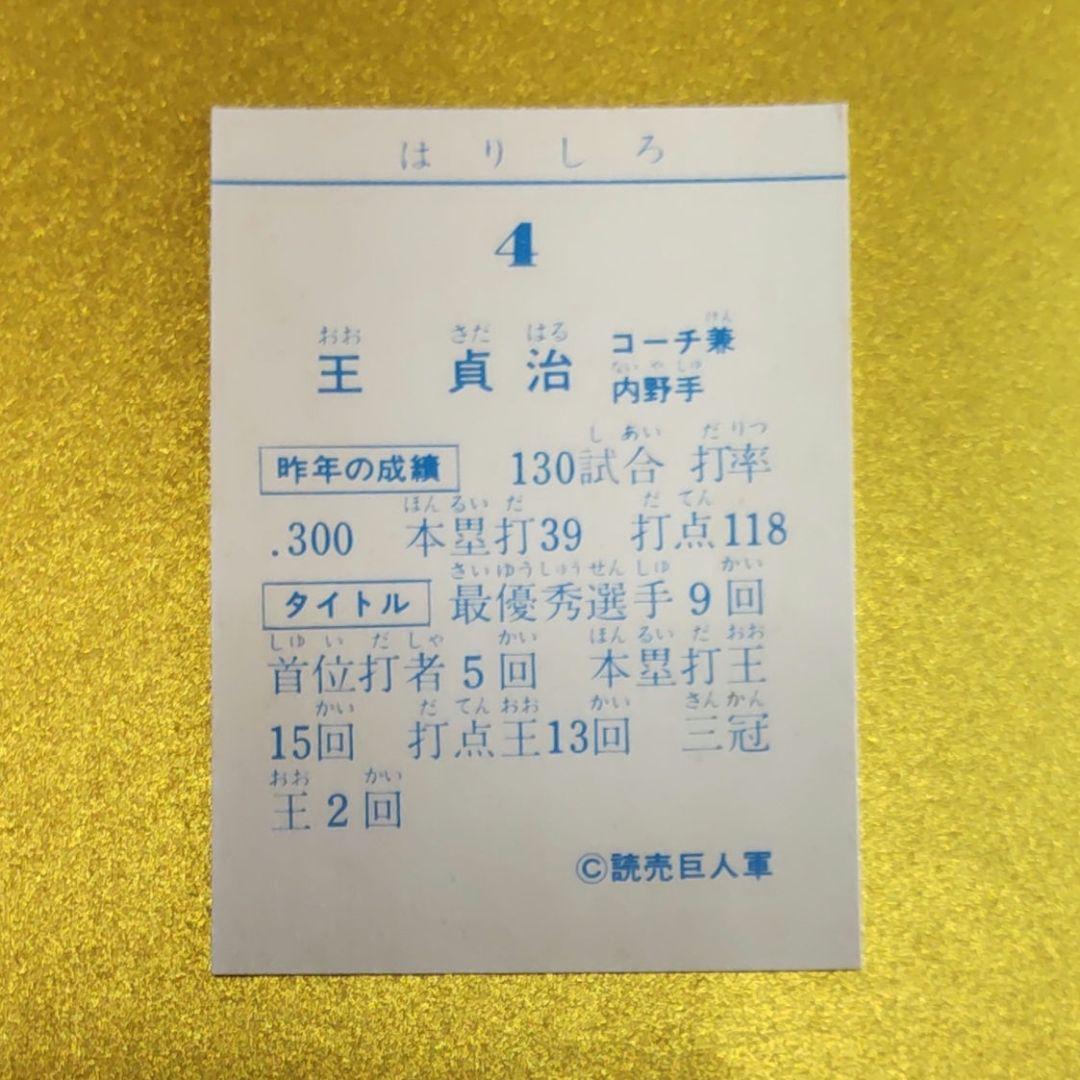 はりしろ
4
おお さだ はる けん
王 貞治 コーチ兼
ないやしゅ
内野手
しあい だりつ
昨年の成績 130試合 打率
ほんるいだ だてん
.300 本塁打39 打点118
さいゆうしゅうせんしゅ かい
タイトル 最優秀選手9回
しゅいだしゃ かい ほんるいだおお
首位打者5回 本塁打王
かい だてんおお かい さんかん
15回 打点王13回 三冠
おお かい
王2回
©読売巨人軍